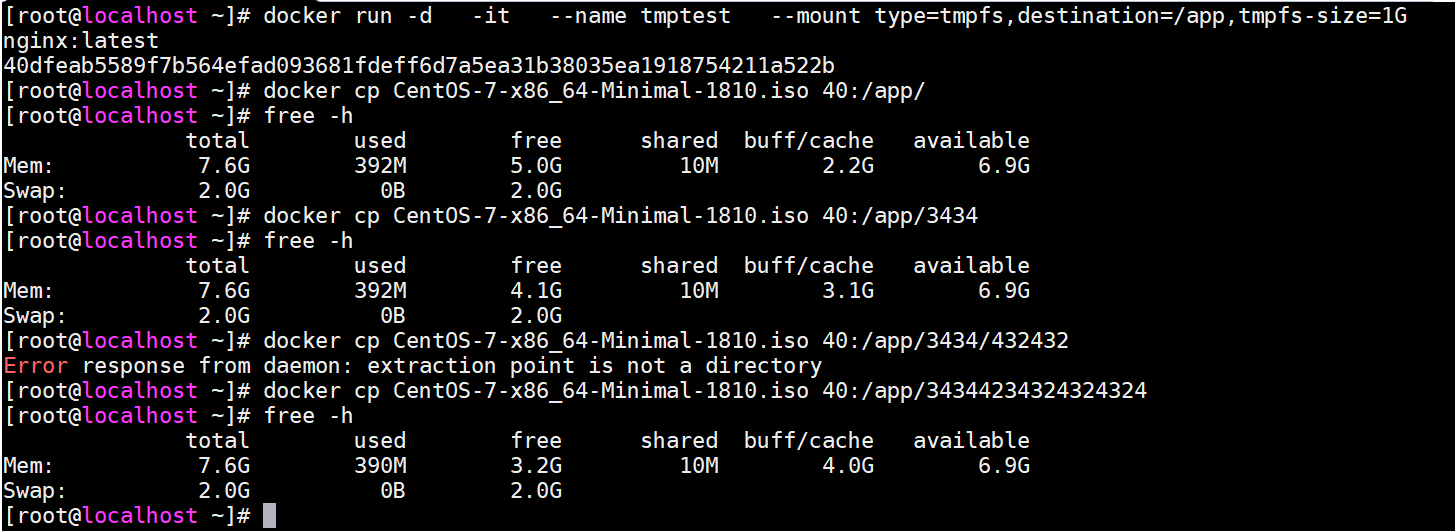 [root@localhost ~]# docker run -d   -it   --name tmptest   --mount type=tmpfs,destination=/app,tmpfs-size=1G
nginx:latest
40dfeab5589f7b564efad093681fdeff6d7a5ea31b38035ea1918754211a522b
[root@localhost ~]# docker cp CentOS-7-x86_64-Minimal-1810.iso 40:/app/
[root@localhost ~]# free -h
              total        used        free      shared  buff/cache   available
Mem:           7.6G        392M        5.0G         10M        2.2G        6.9G
Swap:          2.0G          0B        2.0G
[root@localhost ~]# docker cp CentOS-7-x86_64-Minimal-1810.iso 40:/app/3434
[root@localhost ~]# free -h
              total        used        free      shared  buff/cache   available
Mem:           7.6G        392M        4.1G         10M        3.1G        6.9G
Swap:          2.0G          0B        2.0G
[root@localhost ~]# docker cp CentOS-7-x86_64-Minimal-1810.iso 40:/app/3434/432432
Error response from daemon: extraction point is not a directory
[root@localhost ~]# docker cp CentOS-7-x86_64-Minimal-1810.iso 40:/app/34344234324324324
[root@localhost ~]# free -h
              total        used        free      shared  buff/cache   available
Mem:           7.6G        390M        3.2G         10M        4.0G        6.9G
Swap:          2.0G          0B        2.0G
[root@localhost ~]#